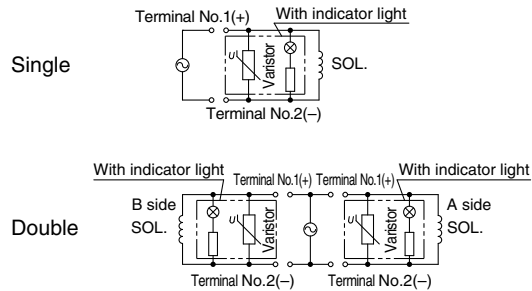 Terminal No.1(+)
With indicator light
Single
U
Varistor
SOL.
Terminal No.2(–)
With indicator light
Terminal No.1(+)
Terminal No.1(+)
With indicator light
B side
SOL.
A side
SOL.
Double
U
Varistor
U
Varistor
Terminal No.2(–)
Terminal No.2(–)